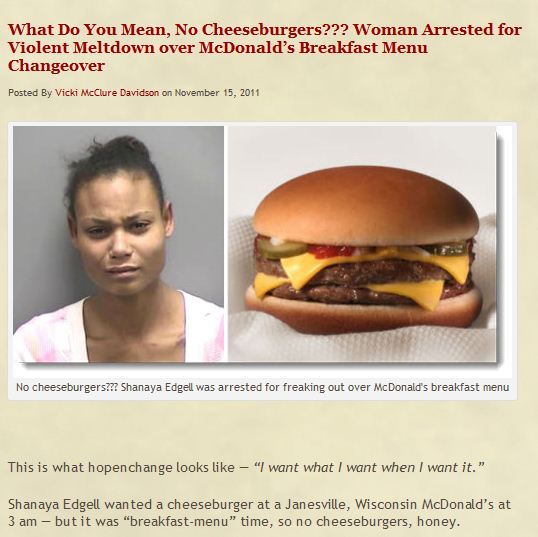 What Do You Mean, No Cheeseburgers??? Woman Arrested for
Violent Meltdown over McDonald’s Breakfast Menu
Changeover
Posted By Vicki McClure Davidson on November 15, 2011
No cheeseburgers??? Shanaya Edgell was arrested for freaking out over McDonald's breakfast menu
This is what hopenchange looks like — “I want what I want when I want it.”
Shanaya Edgell wanted a cheeseburger at a Janesville, Wisconsin McDonald’s at
3 am — but it was “breakfast-menu” time, so no cheeseburgers, honey.